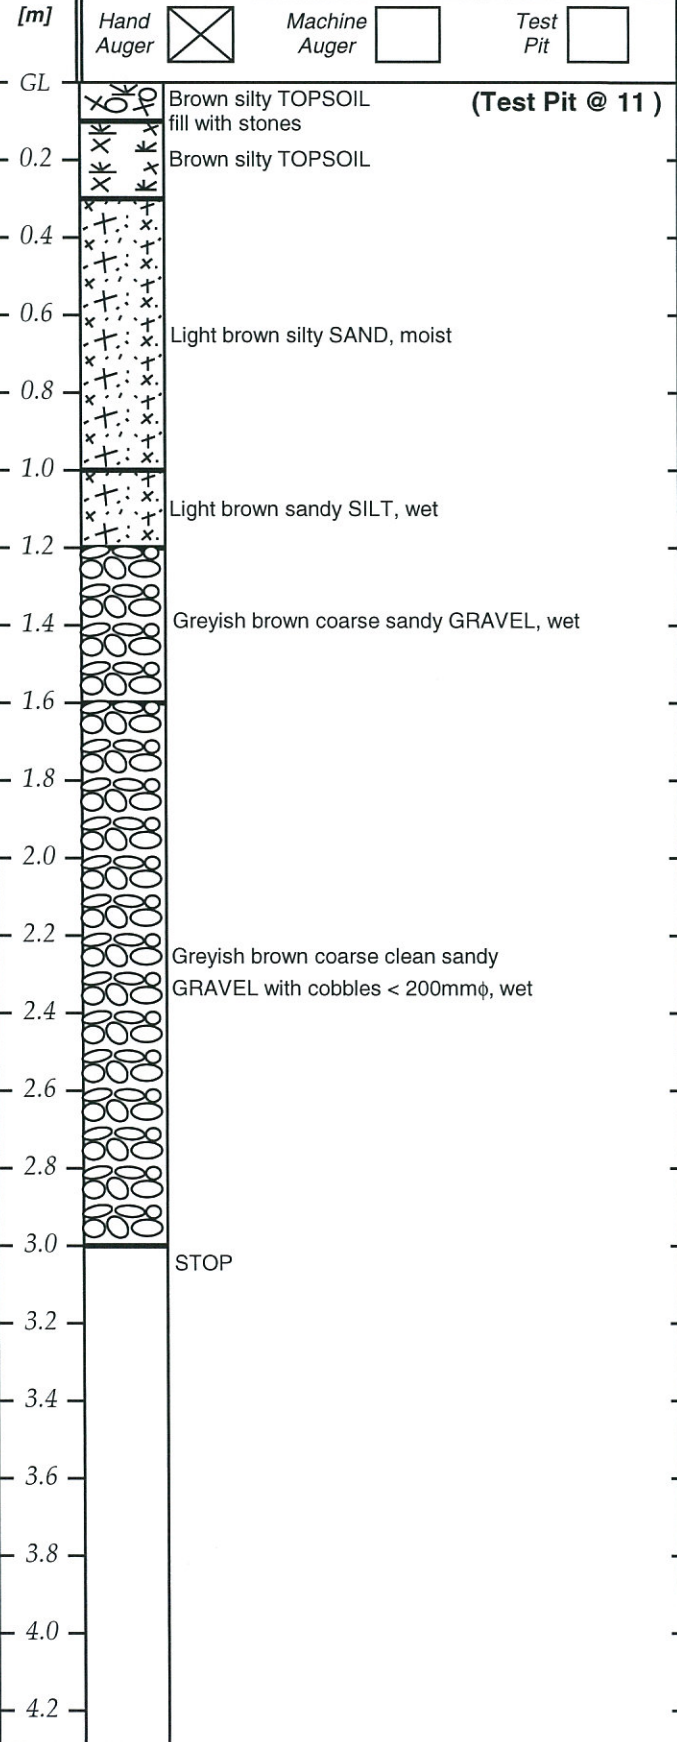 [m]
Hand Auger
Machine Auger
Test Pit
GL
Brown silty TOPSOIL
(Test Pit @ 11 )
fill with stones
0.2
Brown silty TOPSOIL
0.4
0.6
Light brown silty SAND, moist
0.8
1.0
Light brown sandy SILT, wet
1.2
1.4
Greyish brown coarse sandy GRAVEL, wet
1.6
1.8
2.0
2.2
Greyish brown coarse clean sandy
GRAVEL with cobbles < 200mmϕ, wet
2.4
2.6
2.8
3.0
STOP
3.2
3.4
3.6
3.8
4.0
4.2